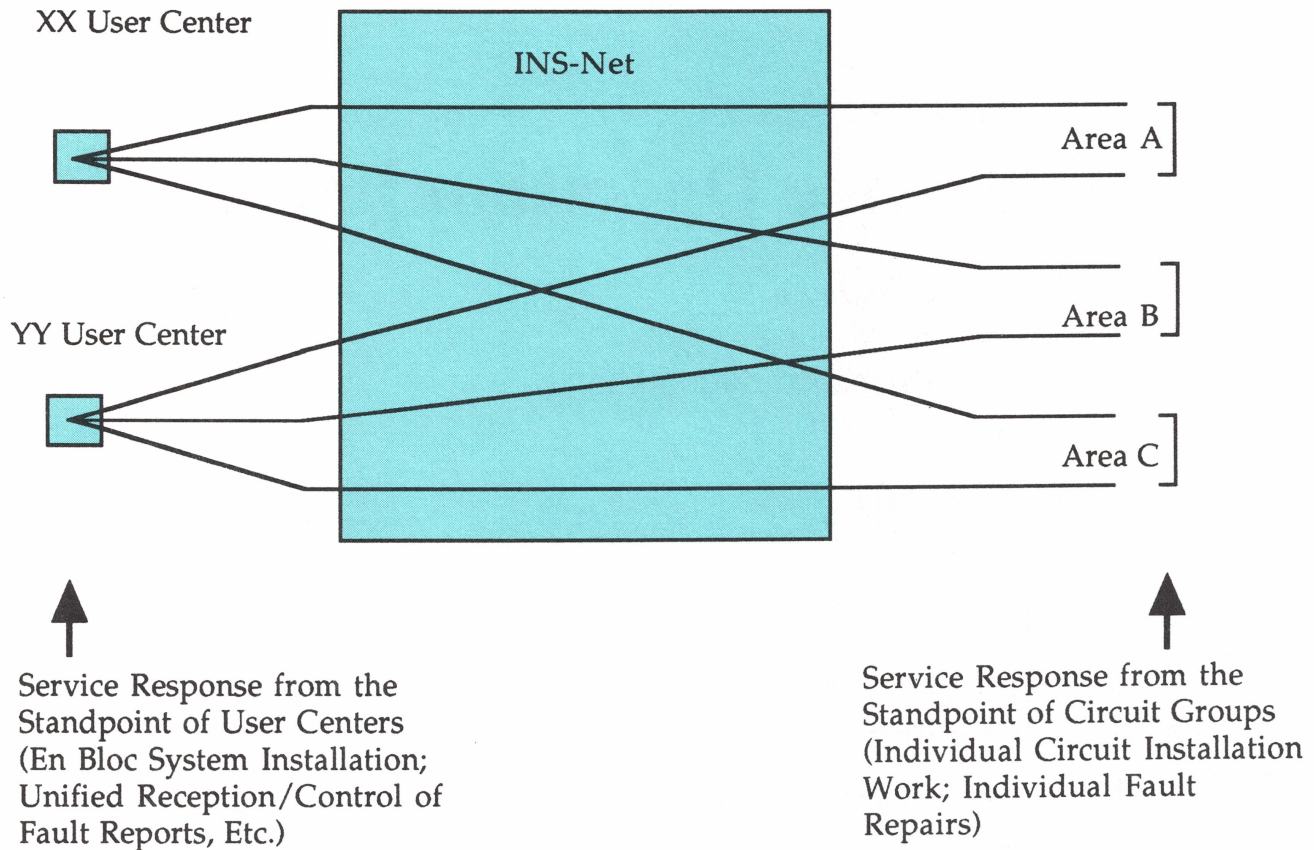 XX User Center
INS-Net
Area A
Area B
YY User Center
Area C
Service Response from the
Standpoint of User Centers
(En Bloc System Installation;
Unified Reception/Control of
Fault Reports, Etc.)
Service Response from the
Standpoint of Circuit Groups
(Individual Circuit Installation
Work; Individual Fault
Repairs)